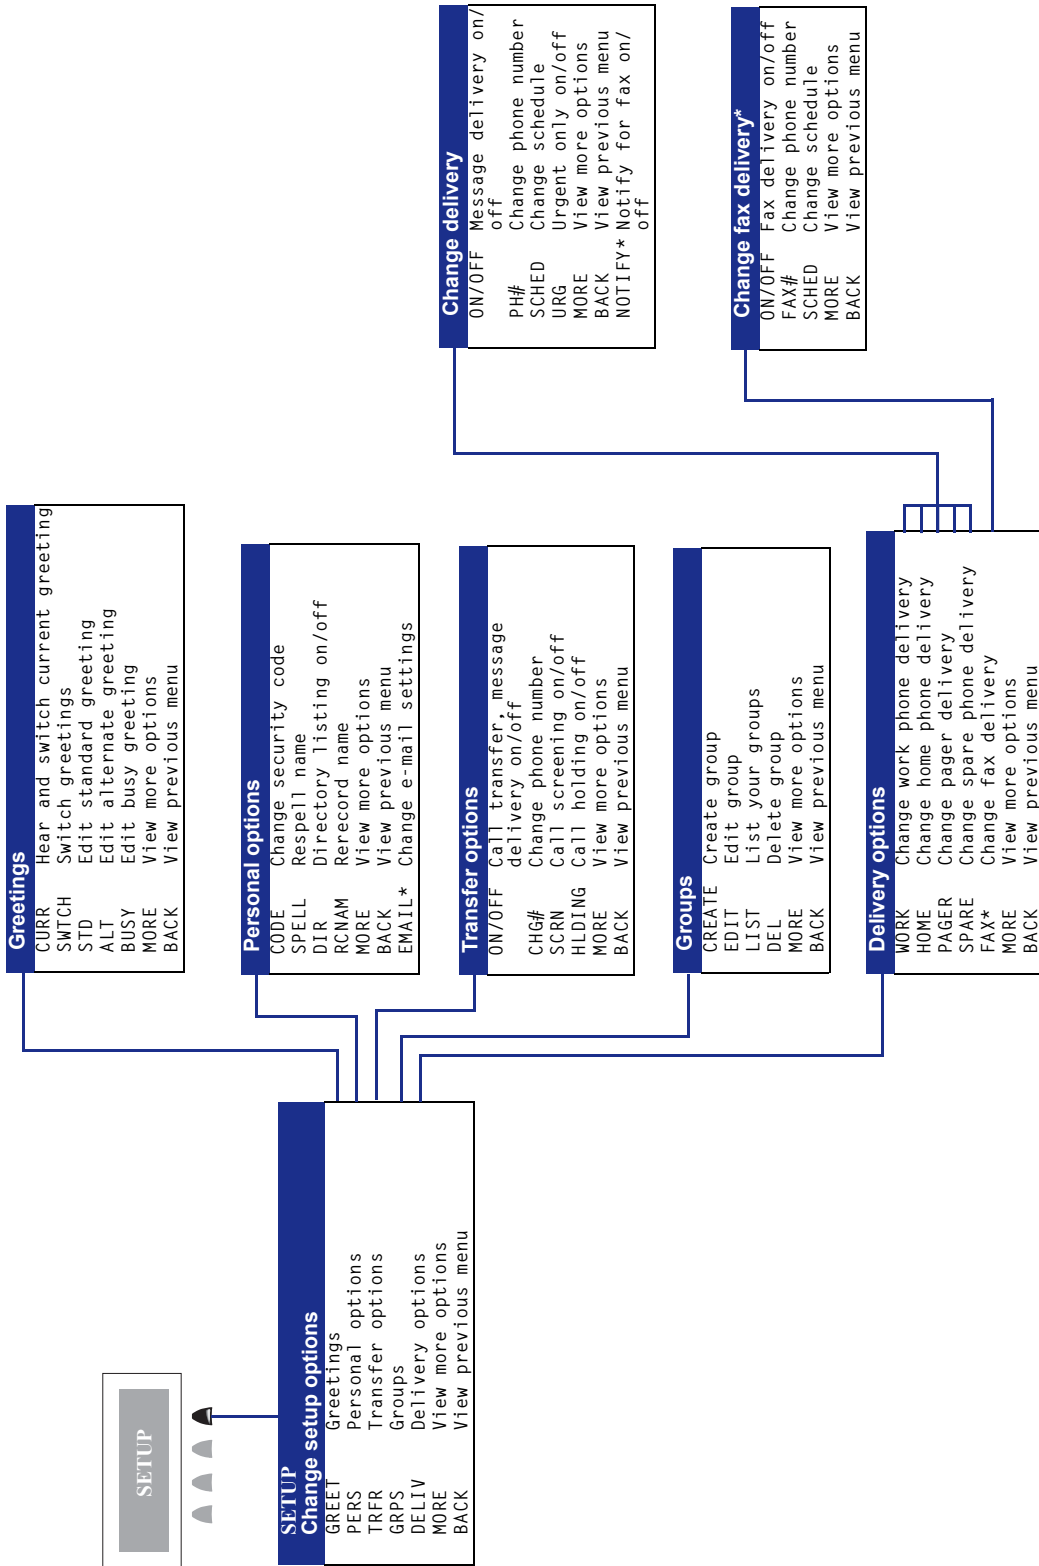 SETUP
SETUP
Change setup options
GREET Greetings
PERS Personal options
TRFR Transfer options
GRPS Groups
DELIV Delivery options
MORE View more options
BACK View previous menu
Greetings
CURR Hear and switch current greeting
SWTCH Switch greetings
STD Edit standard greeting
ALT Edit alternate greeting
BUSY Edit busy greeting
MORE View more options
BACK View previous menu
Personal options
CODE Change security code
SPELL Respell name
DIR Directory listing on/off
RCNAM Rerecord name
MORE View more options
BACK View previous menu
EMAIL* Change e-mail settings
Transfer options
ON/OFF Call transfer, message
delivery on/off
CHG# Change phone number
SCRN Call screening on/off
HLDING Call holding on/off
MORE View more options
BACK View previous menu
Groups
CREATE Create group
EDIT Edit group
LIST List your groups
DEL Delete group
MORE View more options
BACK View previous menu
Delivery options
WORK Change work phone delivery
HOME Change home phone delivery
PAGER Change pager delivery
SPARE Change spare phone delivery
FAX* Change fax delivery
MORE View more options
BACK View previous menu
Change delivery
ON/OFF Message delivery on/
off
PH# Change phone number
SCHED Change schedule
URG Urgent only on/off
MORE View more options
BACK View previous menu
NOTIFY* Notify for fax on/
off
Change fax delivery*
ON/OFF Fax delivery on/off
FAX# Change phone number
SCHED Change schedule
MORE View more options
BACK View previous menu